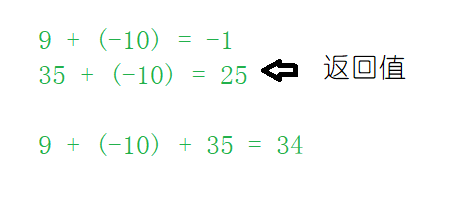 9 + (-10) = -1
35 + (-10) = 25 返回值
9 + (-10) + 35 = 34